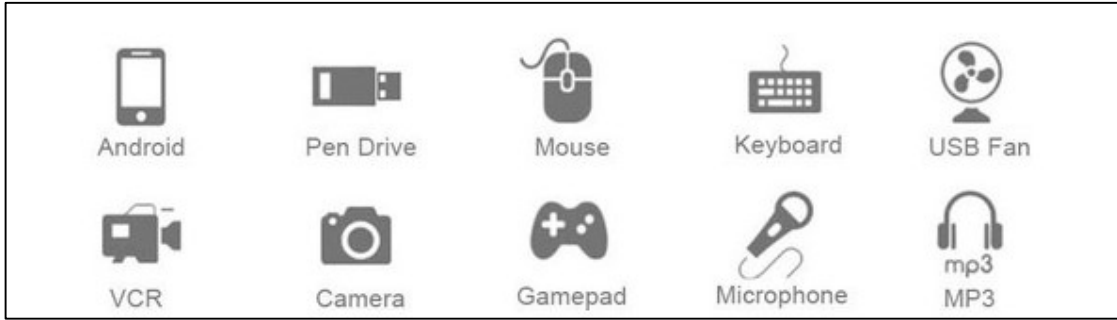 Android
Pen Drive
Mouse
Keyboard
USB Fan
VCR
Camera
Gamepad
Microphone
mp3
MP3